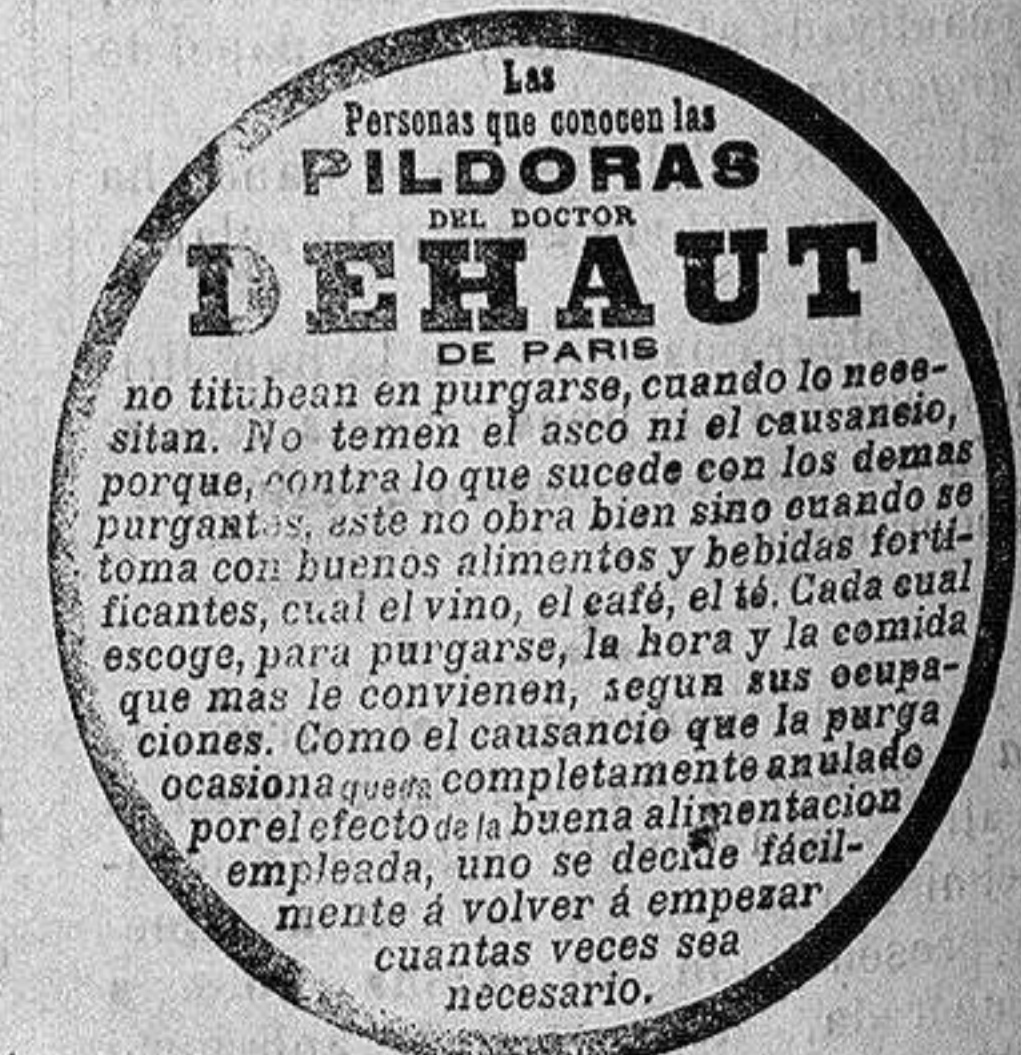 Las
Personas que conocen las
PILDORAS
DEL DOCTOR
DEHAUT
DE PARIS
no titubean en purgarse, cuando lo nece-
sitan. No temen el asco ni el causancio,
porque, contra lo que sucede con los demas
purgantes, este no obra bien sino cuando se
toma con buenos alimentos y bebidas forti-
ficantes, cual el vino, el café, el té. Cada cual
escoge, para purgarse, la hora y la comida
que mas le convienen, segun sus ocupa-
ciones. Como el causancio que la purga
ocasiona queda completamente anulado
por el efecto de la buena alimentacion
empleada, uno se decide fácil-
mente á volver á empezar
cuantas veces sea
necesario.